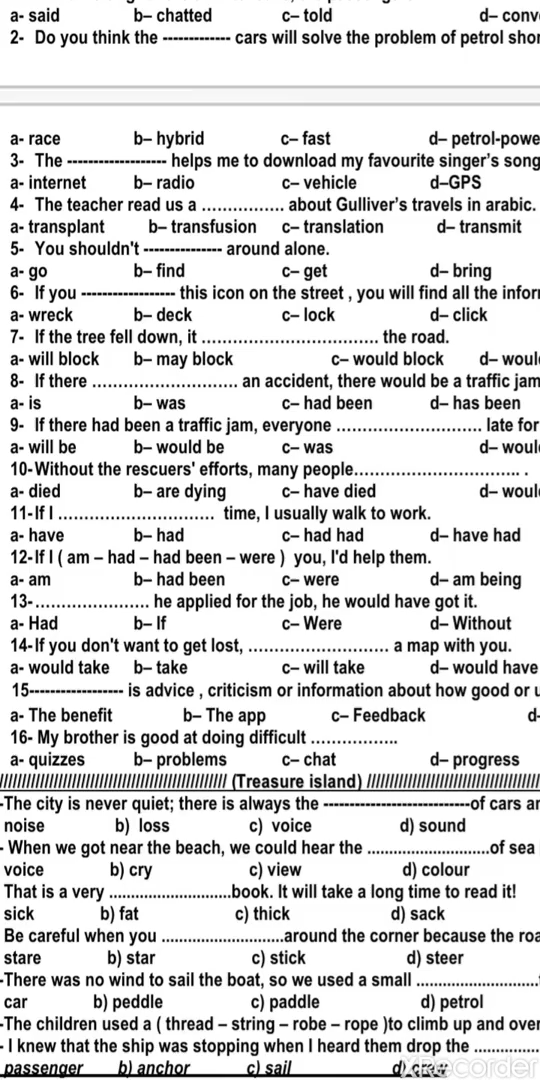 a- said b– chatted c– told d– conv
2- Do you think the ------------- cars will solve the problem of petrol shor
a- race b– hybrid c– fast d– petrol-powe
3- The ------------------- helps me to download my favourite singer's song
a- internet b– radio c– vehicle d–GPS
4- The teacher read us a ................ about Gulliver's travels in arabic.
a- transplant b– transfusion c– translation d– transmit
5- You shouldn't --------------- around alone.
a- go b– find c– get d– bring
6- If you ------------------ this icon on the street , you will find all the infor
a- wreck b– deck c– lock d– click
7- If the tree fell down, it .................................. the road.
a- will block b– may block c– would block d– woul
8- If there ............................ an accident, there would be a traffic jam
a- is b– was c– had been d– has been
9- If there had been a traffic jam, everyone ............................ late for
a- will be b– would be c– was d– woul
10-Without the rescuers' efforts, many people................................ .
a- died b– are dying c– have died d– woul
11-If I .............................. time, I usually walk to work.
a- have b– had c– had had d– have had
12-If I ( am – had – had been – were ) you, I'd help them.
a- am b– had been c– were d– am being
13-...................... he applied for the job, he would have got it.
a- Had b– If c– Were d– Without
14-If you don't want to get lost, ........................... a map with you.
a- would take b– take c– will take d– would have
15------------------- is advice , criticism or information about how good or u
a- The benefit b– The app c– Feedback d-
16- My brother is good at doing difficult .................
a- quizzes b– problems c– chat d– progress
//////////////////////////////////////////////////// (Treasure island) ////////////////////////////////////////
-The city is never quiet; there is always the ----------------------------of cars ar
noise b) loss c) voice d) sound
- When we got near the beach, we could hear the ..........................of sea
voice b) cry c) view d) colour
That is a very ..........................book. It will take a long time to read it!
sick b) fat c) thick d) sack
Be careful when you ..........................around the corner because the roa
stare b) star c) stick d) steer
-There was no wind to sail the boat, so we used a small ..........................
car b) peddle c) paddle d) petrol
-The children used a ( thread – string – robe – rope )to climb up and over
- I knew that the ship was stopping when I heard them drop the ..............
passenger b) anchor c) sail d) crew
XRecorder